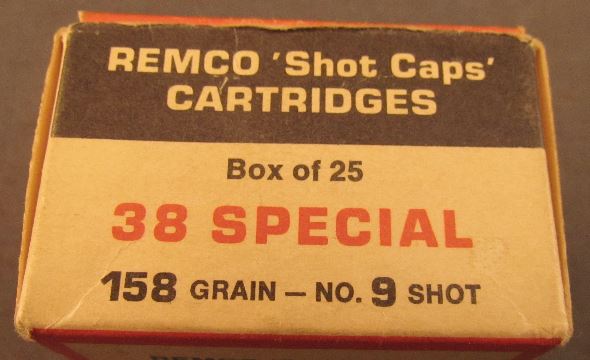 REMCO 'Shot Caps'
CARTRIDGES
Box of 25
38 SPECIAL
158 GRAIN – NO. 9 SHOT